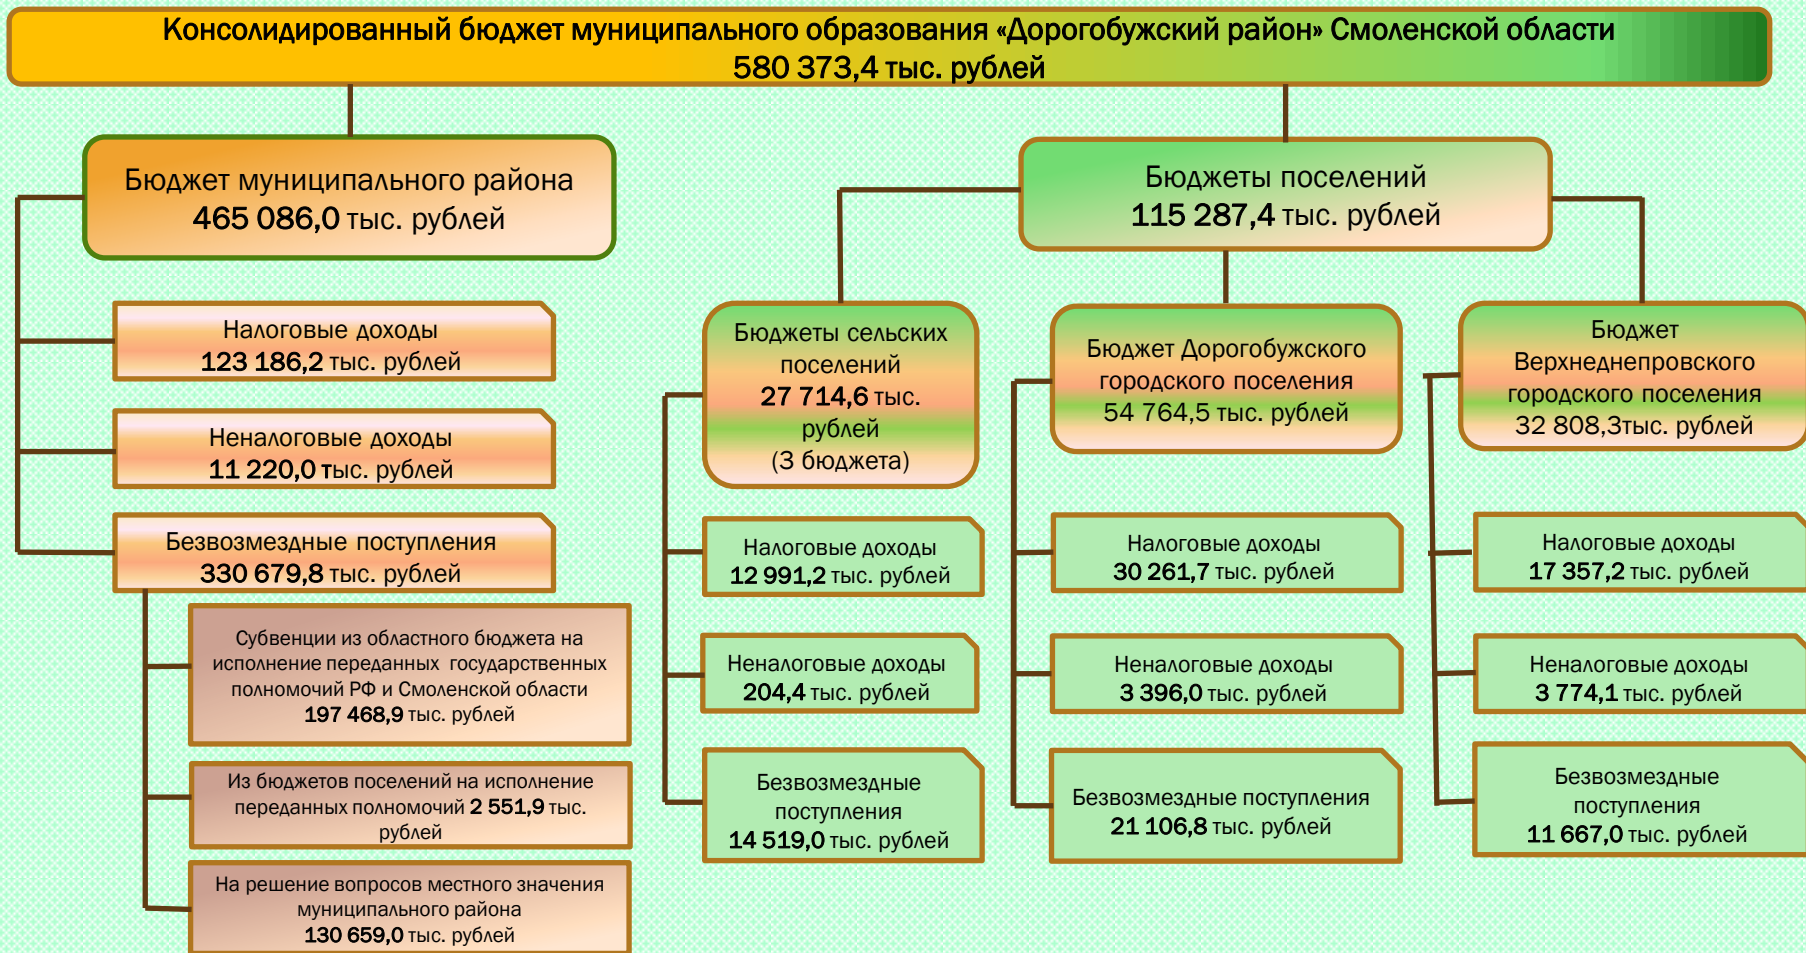 Консолидированный бюджет муниципального образования «Дорогобужский район» Смоленской области
580 373,4 тыс. рублей
Бюджет муниципального района
465 086,0 тыс. рублей
Налоговые доходы
123 186,2 тыс. рублей
Неналоговые доходы
11 220,0 тыс. рублей
Безвозмездные поступления
330 679,8 тыс. рублей
Субвенции из областного бюджета на
исполнение переданных государственных
полномочий РФ и Смоленской области
197 468,9 тыс. рублей
Из бюджетов поселений на исполнение
переданных полномочий 2 551,9 тыс.
рублей
На решение вопросов местного значения
муниципального района
130 659,0 тыс. рублей
Бюджеты поселений
115 287,4 тыс. рублей
Бюджеты сельских
поселений
27 714,6 тыс.
рублей
(3 бюджета)
Налоговые доходы
12 991,2 тыс. рублей
Неналоговые доходы
204,4 тыс. рублей
Безвозмездные
поступления
14 519,0 тыс. рублей
Бюджет Дорогобужского
городского поселения
54 764,5 тыс. рублей
Налоговые доходы
30 261,7 тыс. рублей
Неналоговые доходы
3 396,0 тыс. рублей
Безвозмездные поступления
21 106,8 тыс. рублей
Бюджет
Верхнеднепровского
городского поселения
32 808,3тыс. рублей
Налоговые доходы
17 357,2 тыс. рублей
Неналоговые доходы
3 774,1 тыс. рублей
Безвозмездные
поступления
11 667,0 тыс. рублей